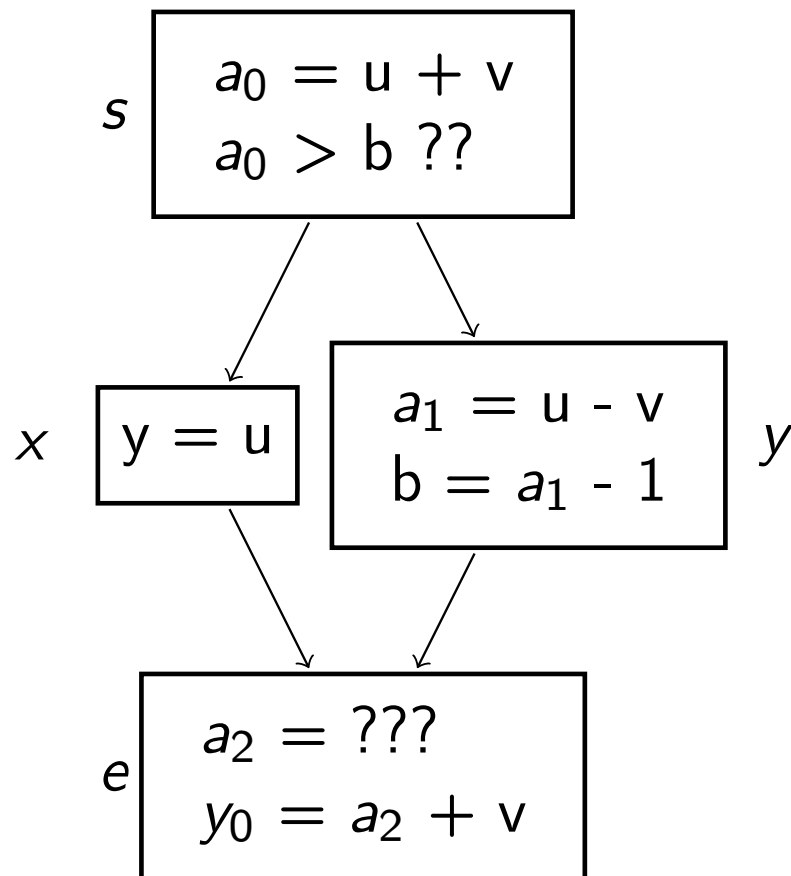 s
a₀ = u + v
a₀ > b ??
x
y = u
a₁ = u - v
b = a₁ - 1
y
e
a₂ = ???
y₀ = a₂ + v